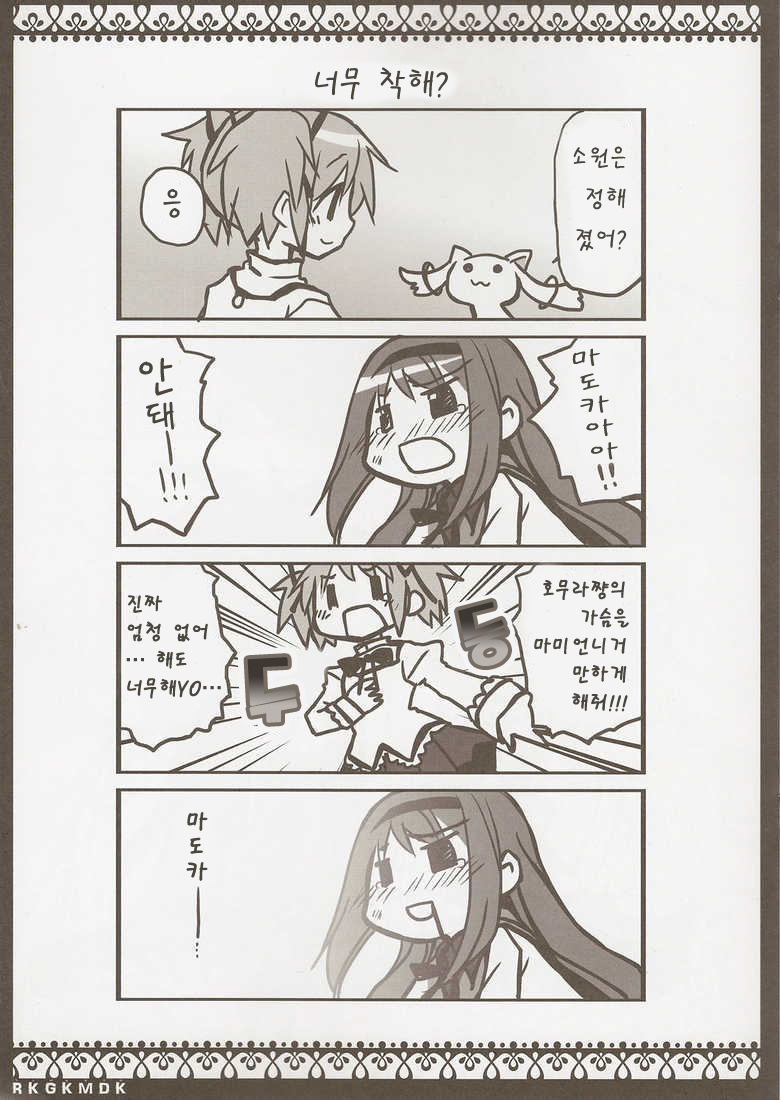 너무 착해?
소원은
정해
졌어?
응
마도카아아!!
안돼ー!!!
호무라쨩의
가슴을
마미언니거
만하게
해줘!!!
두
둥
진짜
엄청 없어
… 해도
너무해YO…
마도카ー…
RKGKMDK